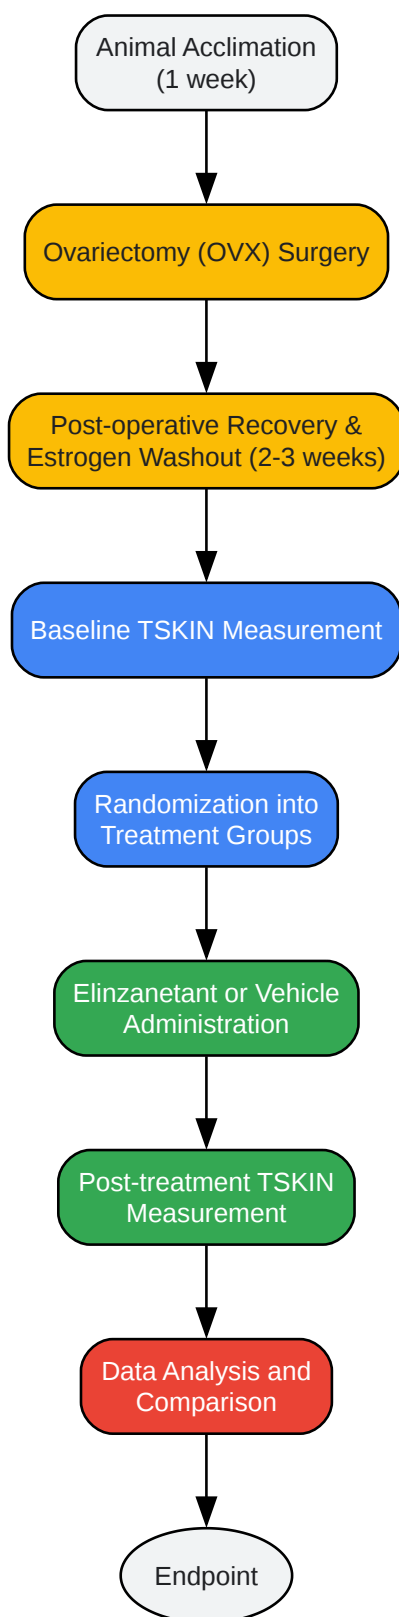 Animal Acclimation
(1 week)
Ovariectomy (OVX) Surgery
Post-operative Recovery &
Estrogen Washout (2-3 weeks)
Baseline TSKIN Measurement
Randomization into
Treatment Groups
Elinzanetant or Vehicle
Administration
Post-treatment TSKIN
Measurement
Data Analysis and
Comparison
Endpoint